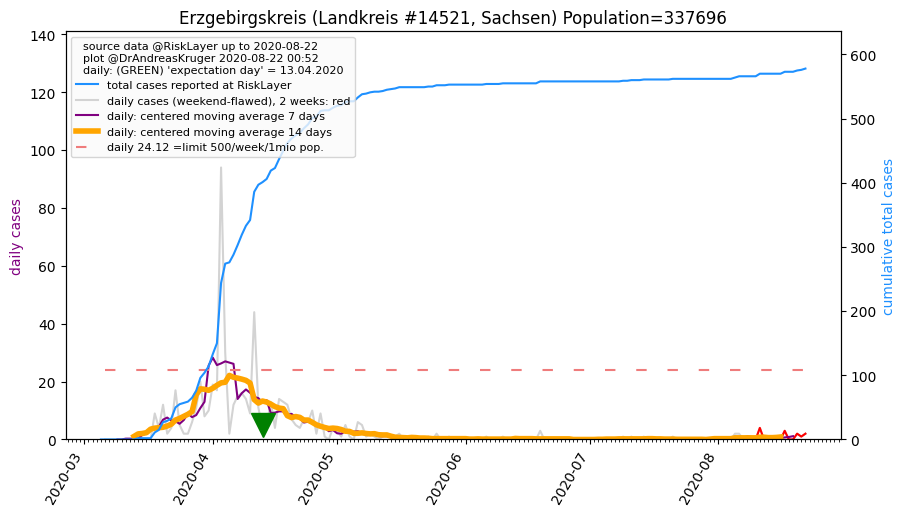 Erzgebirgskreis (Landkreis #14521, Sachsen) Population=337696
source data @RiskLayer up to 2020-08-22
plot @DrAndreasKruger 2020-08-22 00:52
daily: (GREEN) 'expectation day' = 13.04.2020
total cases reported at RiskLayer
daily cases (weekend-flawed), 2 weeks: red
daily: centered moving average 7 days
daily: centered moving average 14 days
daily 24.12 =limit 500/week/1mio pop.
daily cases
140
120
100
80
60
40
20
0
cumulative total cases
600
500
400
300
200
100
0
2020-03
2020-04
2020-05
2020-06
2020-07
2020-08